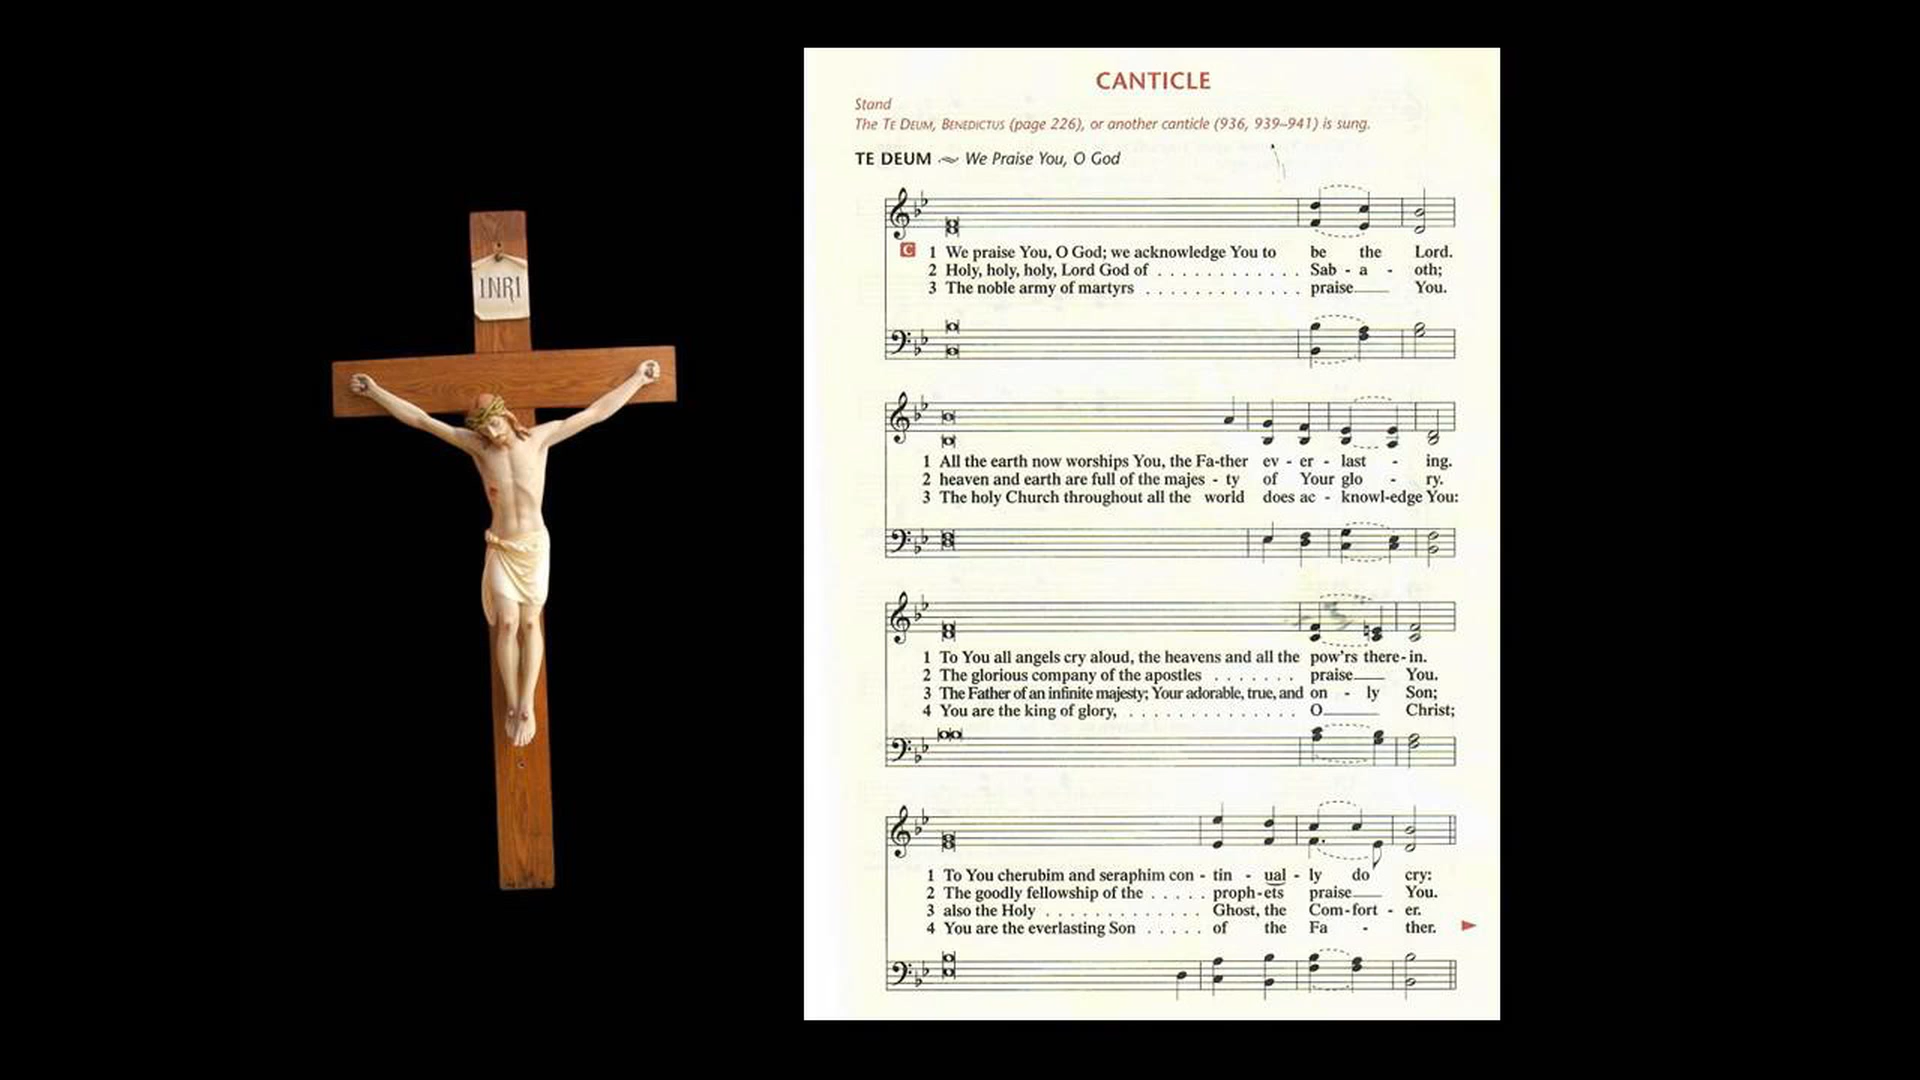 INRI
CANTICLE
Stand
The TE DEUM, BENEDICTUS (page 226), or another canticle (936, 939–941) is sung.
TE DEUM We Praise You, O God
C 1 We praise You, O God; we acknowledge You to be the Lord.
2 Holy, holy, holy, Lord God of . . . . . . . . . . . . Sab - a - oth;
3 The noble army of martyrs . . . . . . . . . . . . . praise___ You.
1 All the earth now worships You, the Fa-ther ev - er - last - ing.
2 heaven and earth are full of the majes - ty of Your glo - ry.
3 The holy Church throughout all the world does ac - knowl-edge You:
1 To You all angels cry aloud, the heavens and all the pow'rs there-in.
2 The glorious company of the apostles . . . . . . . praise___ You.
3 The Father of an infinite majesty; Your adorable, true, and on - ly Son;
4 You are the king of glory, . . . . . . . . . . . . . . O___ Christ;
1 To You cherubim and seraphim con - tin - ual - ly do cry:
2 The goodly fellowship of the . . . . . proph-ets praise___ You.
3 also the Holy . . . . . . . . . . . . . Ghost, the Com-fort - er.
4 You are the everlasting Son . . . . . of the Fa - ther.